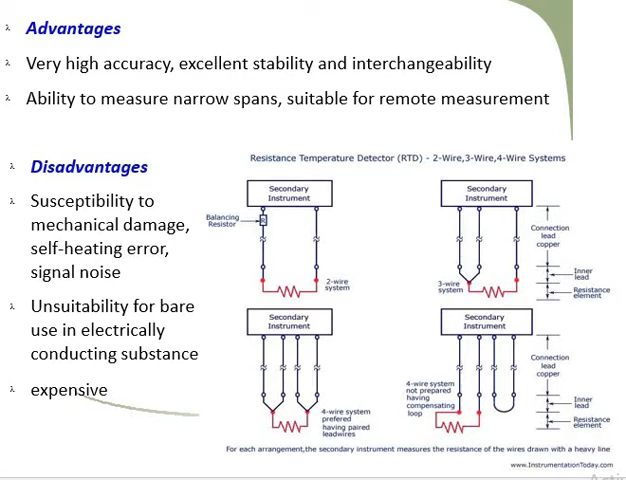 Advantages
Very high accuracy, excellent stability and interchangeability
Ability to measure narrow spans, suitable for remote measurement
Disadvantages
Susceptibility to
mechanical damage,
self-heating error,
signal noise
Unsuitability for bare
use in electrically
conducting substance
expensive
Resistance Temperature Detector (RTD) - 2-Wire,3-Wire,4-Wire Systems
Secondary
Instrument
Balancing
Resistor
R
2-wire
system
Secondary
Instrument
3-wire
system
Connection
lead
copper
Inner
lead
Resistance
element
Secondary
Instrument
4-wire system
prefered
having paired
leadwires
Secondary
Instrument
4-wire system
not prepared
having
compensating
loop
Connection
lead
copper
Inner
lead
Resistance
element
For each arrangement,the secondary instrument measures the resistance of the wires drawn with a heavy line
www.InstrumentationToday.com